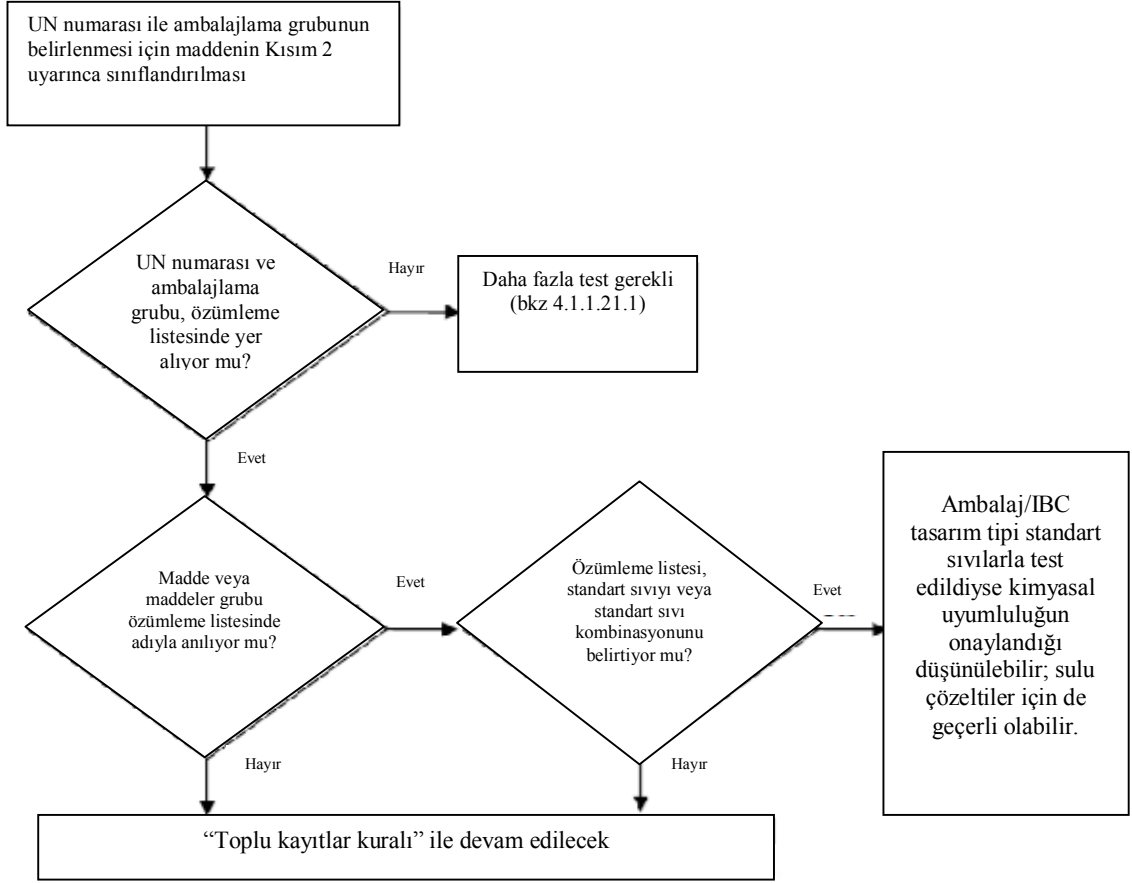 UN numarası ile ambalajlama grubunun
belirlenmesi için maddenin Kısım 2
uyarınca sınıflandırılması
UN numarası ve
ambalajlama
grubu, özümleme
listesinde yer
alıyor mu?
Hayır
Daha fazla test gerekli
(bkz 4.1.1.21.1)
Evet
Madde veya
maddeler grubu
özümleme listesinde
adıyla anılıyor mu?
Evet
Özümleme listesi,
standart sıvıyı veya
standart sıvı
kombinasyonunu
belirtiyor mu?
Evet
Ambalaj/IBC
tasarım tipi standart
sıvılarla test
edildiyse kimyasal
uyumluluğun
onaylandığı
düşünülebilir; sulu
çözeltiler için de
geçerli olabilir.
Hayır
Hayır
“Toplu kayıtlar kuralı” ile devam edilecek